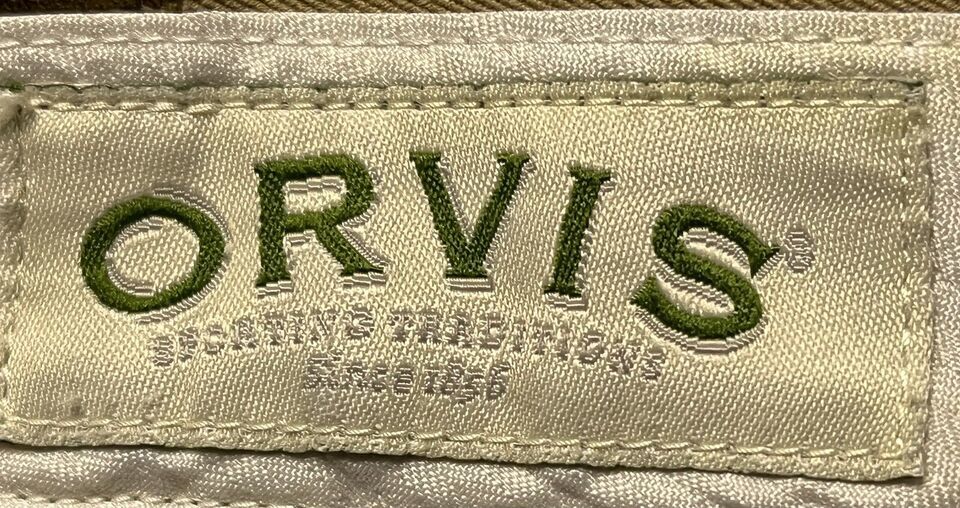 ORVIS®
SPORTING TRADITIONS
Since 1856